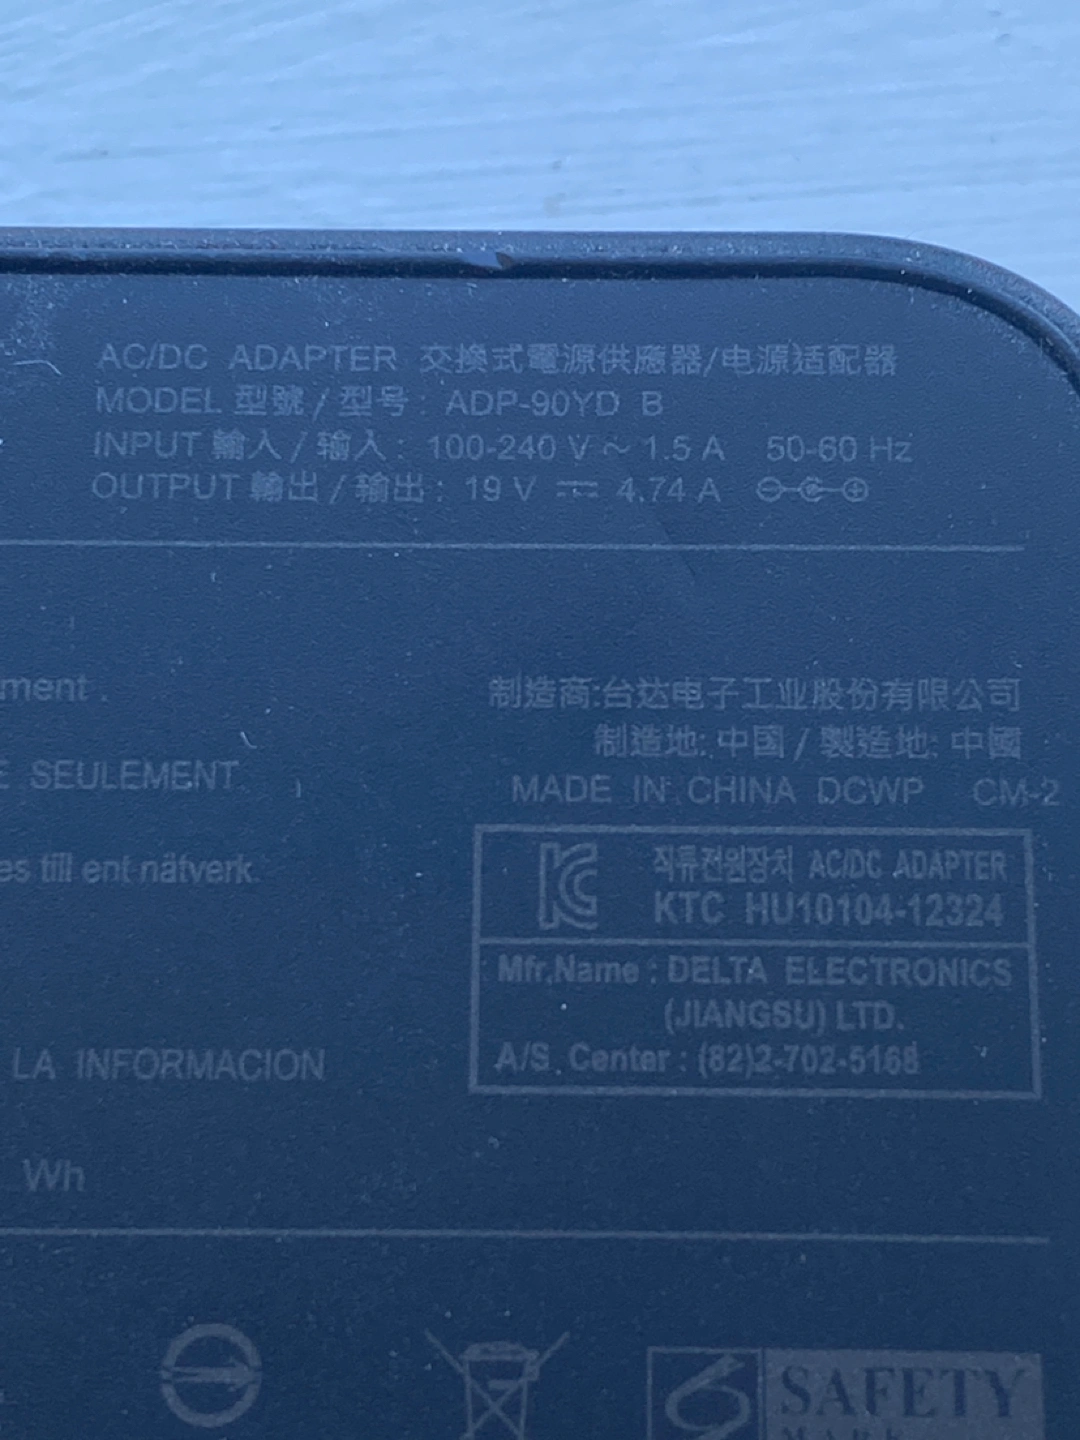 AC/DC ADAPTER 交換式電源供應器/电源适配器
MODEL 型號 / 型号 : ADP-90YD B
INPUT 輸入 / 输入 : 100-240 V ~ 1.5 A 50-60 Hz
OUTPUT 輸出 / 输出 : 19 V ⎓ 4.74 A
ment .
制造商:台达电子工业股份有限公司
制造地: 中国 / 製造地: 中國
SEULEMENT
MADE IN CHINA DCWP CM-2
es till ent nätverk.
직류전원장치 AC/DC ADAPTER
KTC HU10104-12324
Mfr.Name : DELTA ELECTRONICS
(JIANGSU) LTD.
LA INFORMACION
A/S. Center : (82)2-702-5168
Wh
SAFETY
MARK